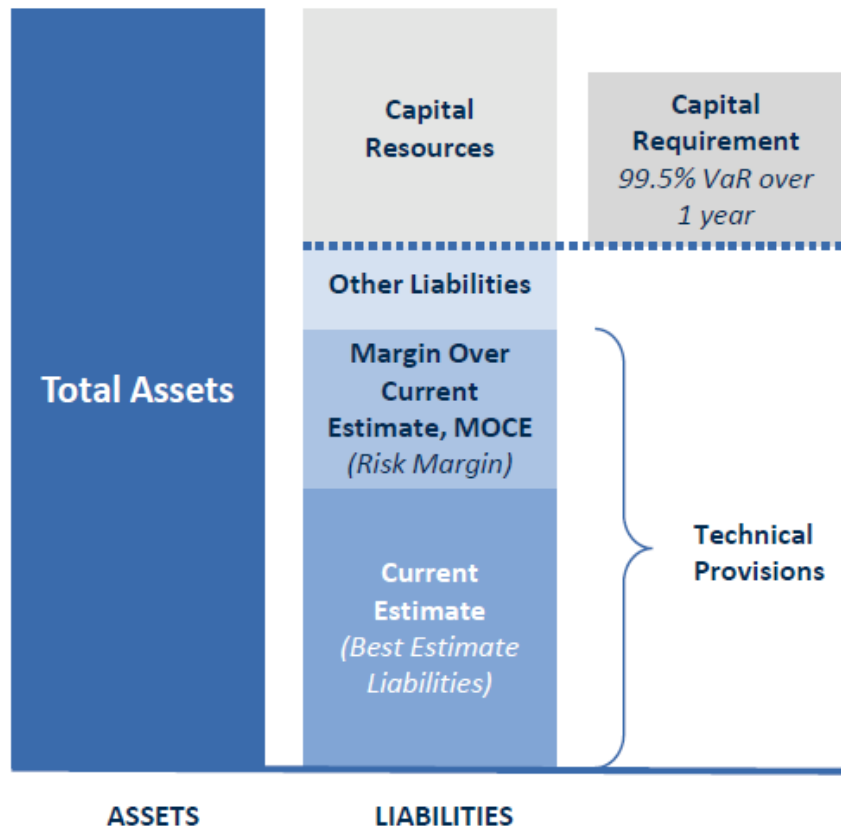 Total Assets
Capital
Resources
Capital
Requirement
99.5% VaR over
1 year
Other Liabilities
Margin Over
Current
Estimate, MOCE
(Risk Margin)
Current
Estimate
(Best Estimate
Liabilities)
Technical
Provisions
ASSETS
LIABILITIES